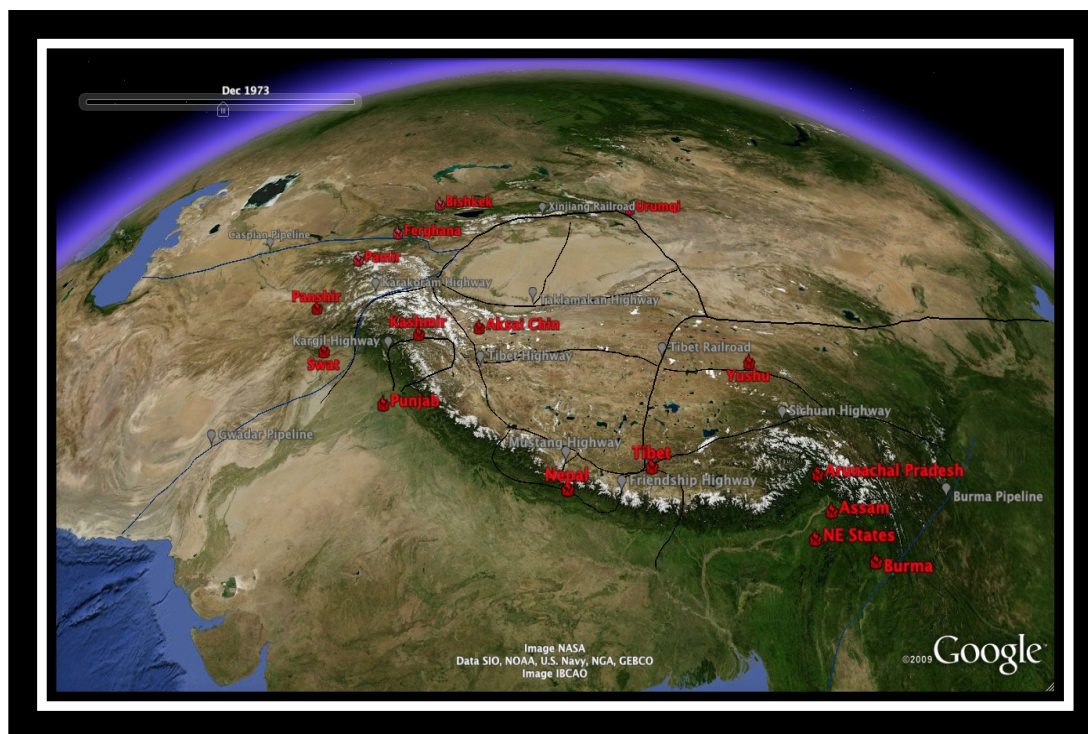 Dec 1973
Bishkek
Xinjiang Railroad
Urumqi
Caspian Pipeline
Ferghana
Pamir
Karakoram Highway
Panshir
Taklamakan Highway
Kashmir
Aksai Chin
Kargil Highway
Tibet Railroad
Swat
Tibet Highway
Yushu
Punjab
Sichuan Highway
Gwadar Pipeline
Mustang Highway
Tibet
Nepal
Friendship Highway
Arunachal Pradesh
Burma Pipeline
Assam
NE States
Burma
Image NASA
Data SIO, NOAA, U.S. Navy, NGA, GEBCO
Image IBCAO
©2009 Google™